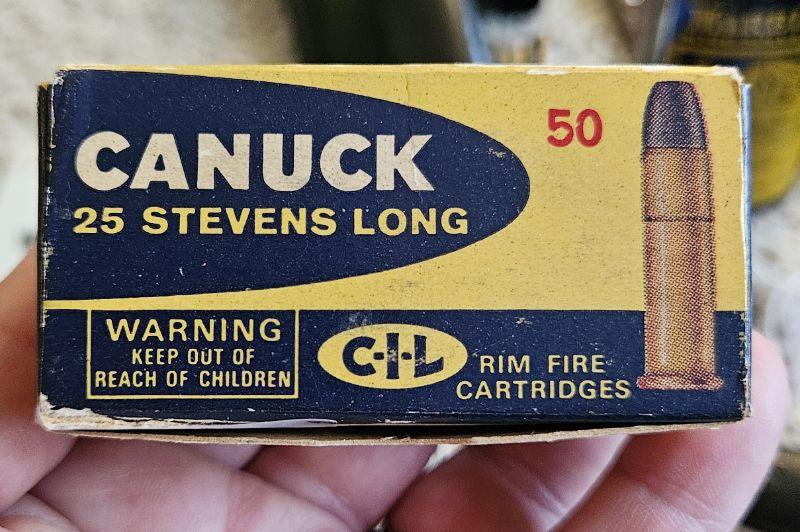 CANUCK
25 STEVENS LONG
50
WARNING
KEEP OUT OF
REACH OF CHILDREN
C-I-L
RIM FIRE
CARTRIDGES